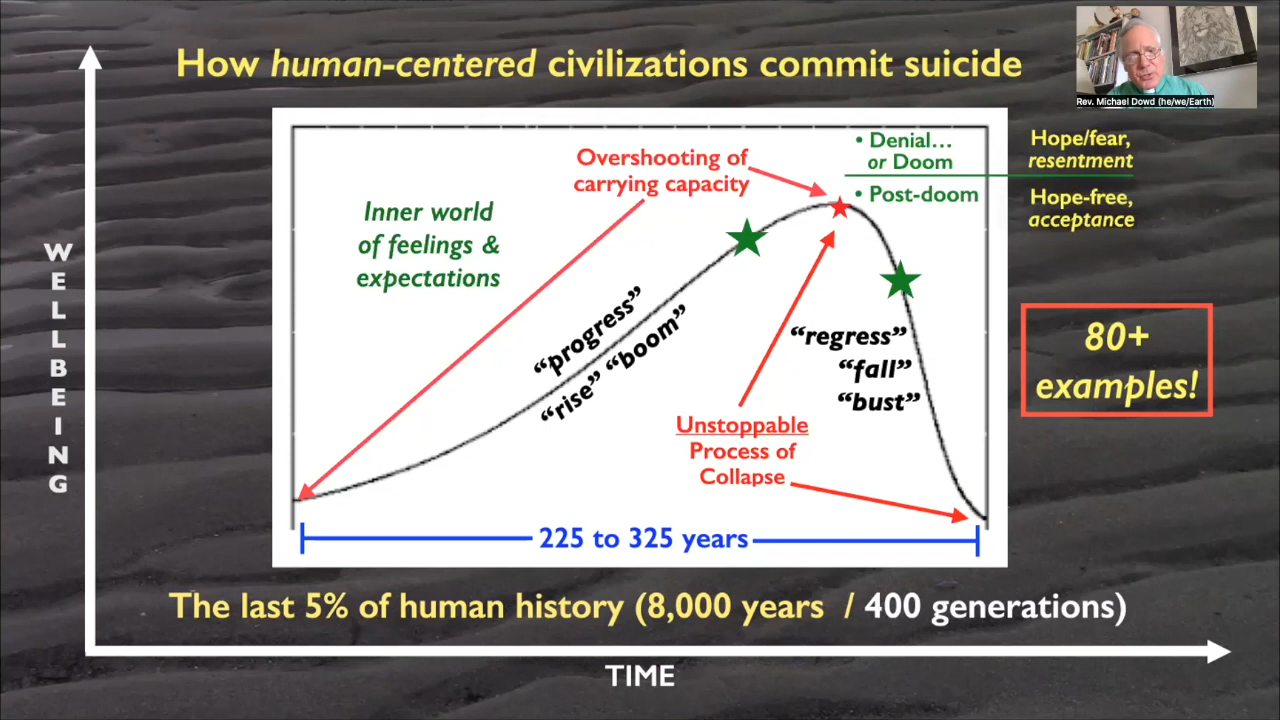 How human-centered civilizations commit suicide
Rev. Michael Dowd (he/we/Earth)
• Denial…
or Doom
• Post-doom
Hope/fear,
resentment
Hope-free,
acceptance
Overshooting of
carrying capacity
Inner world
of feelings &
expectations
“progress”
“rise” “boom”
“regress”
“fall”
“bust”
Unstoppable
Process of
Collapse
80+
examples!
WELLBEING
225 to 325 years
The last 5% of human history (8,000 years / 400 generations)
TIME